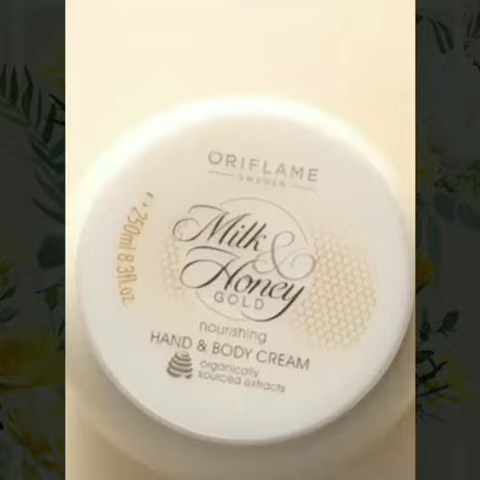 ORIFLAME
SWEDEN
250ml 8.3fl.oz.
Milk &
Honey
GOLD
nourishing
HAND & BODY CREAM
organically
sourced extracts